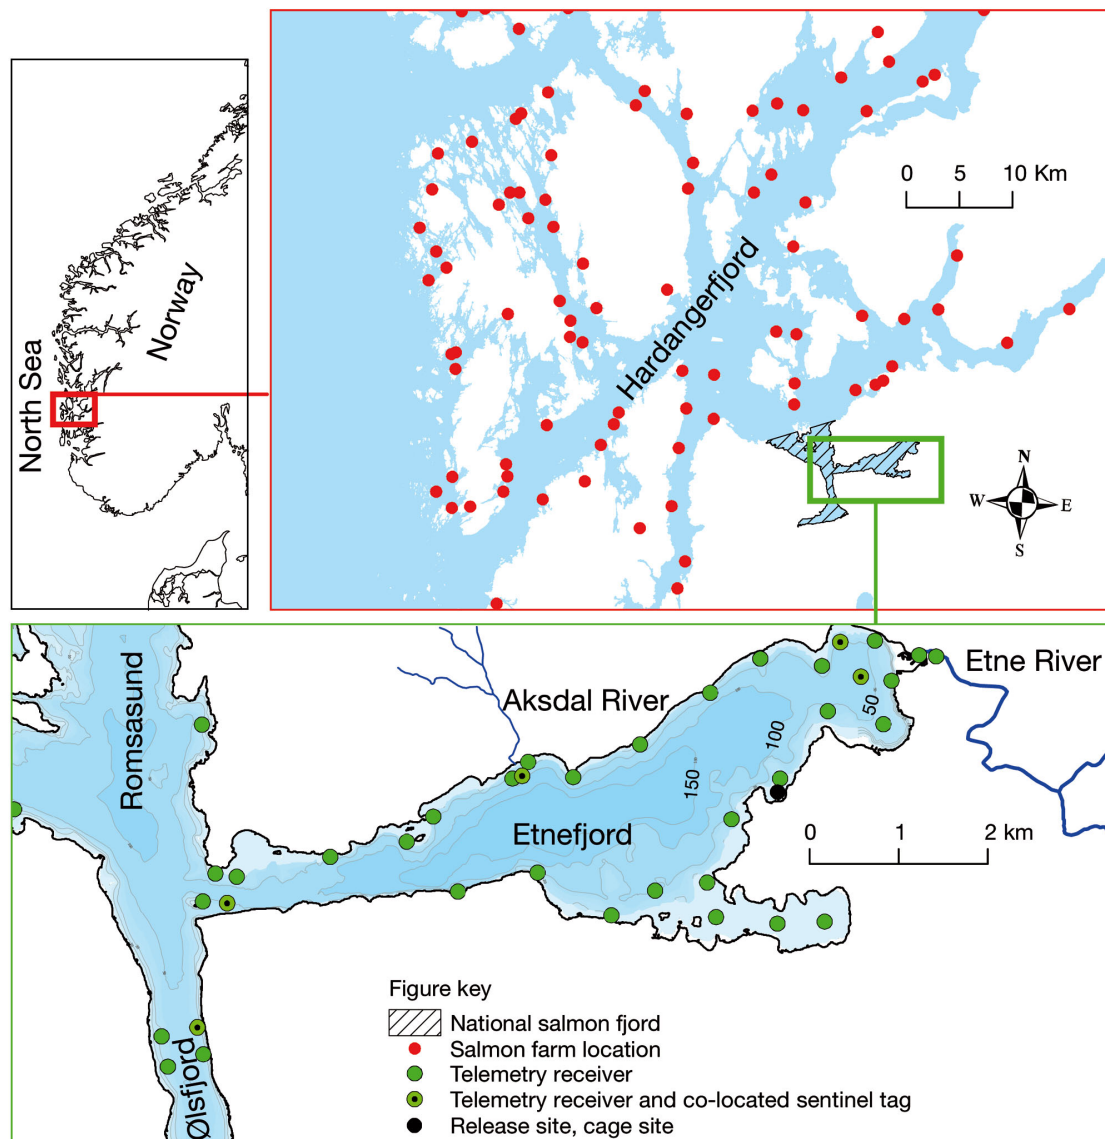 North Sea
Norway
0 5 10 Km
Hardangerfjord
N
W E
S
Romsasund
Aksdal River
Etne River
50
100
150
Etnefjord
0 1 2 km
Ølsfjord
Figure key
National salmon fjord
Salmon farm location
Telemetry receiver
Telemetry receiver and co-located sentinel tag
Release site, cage site